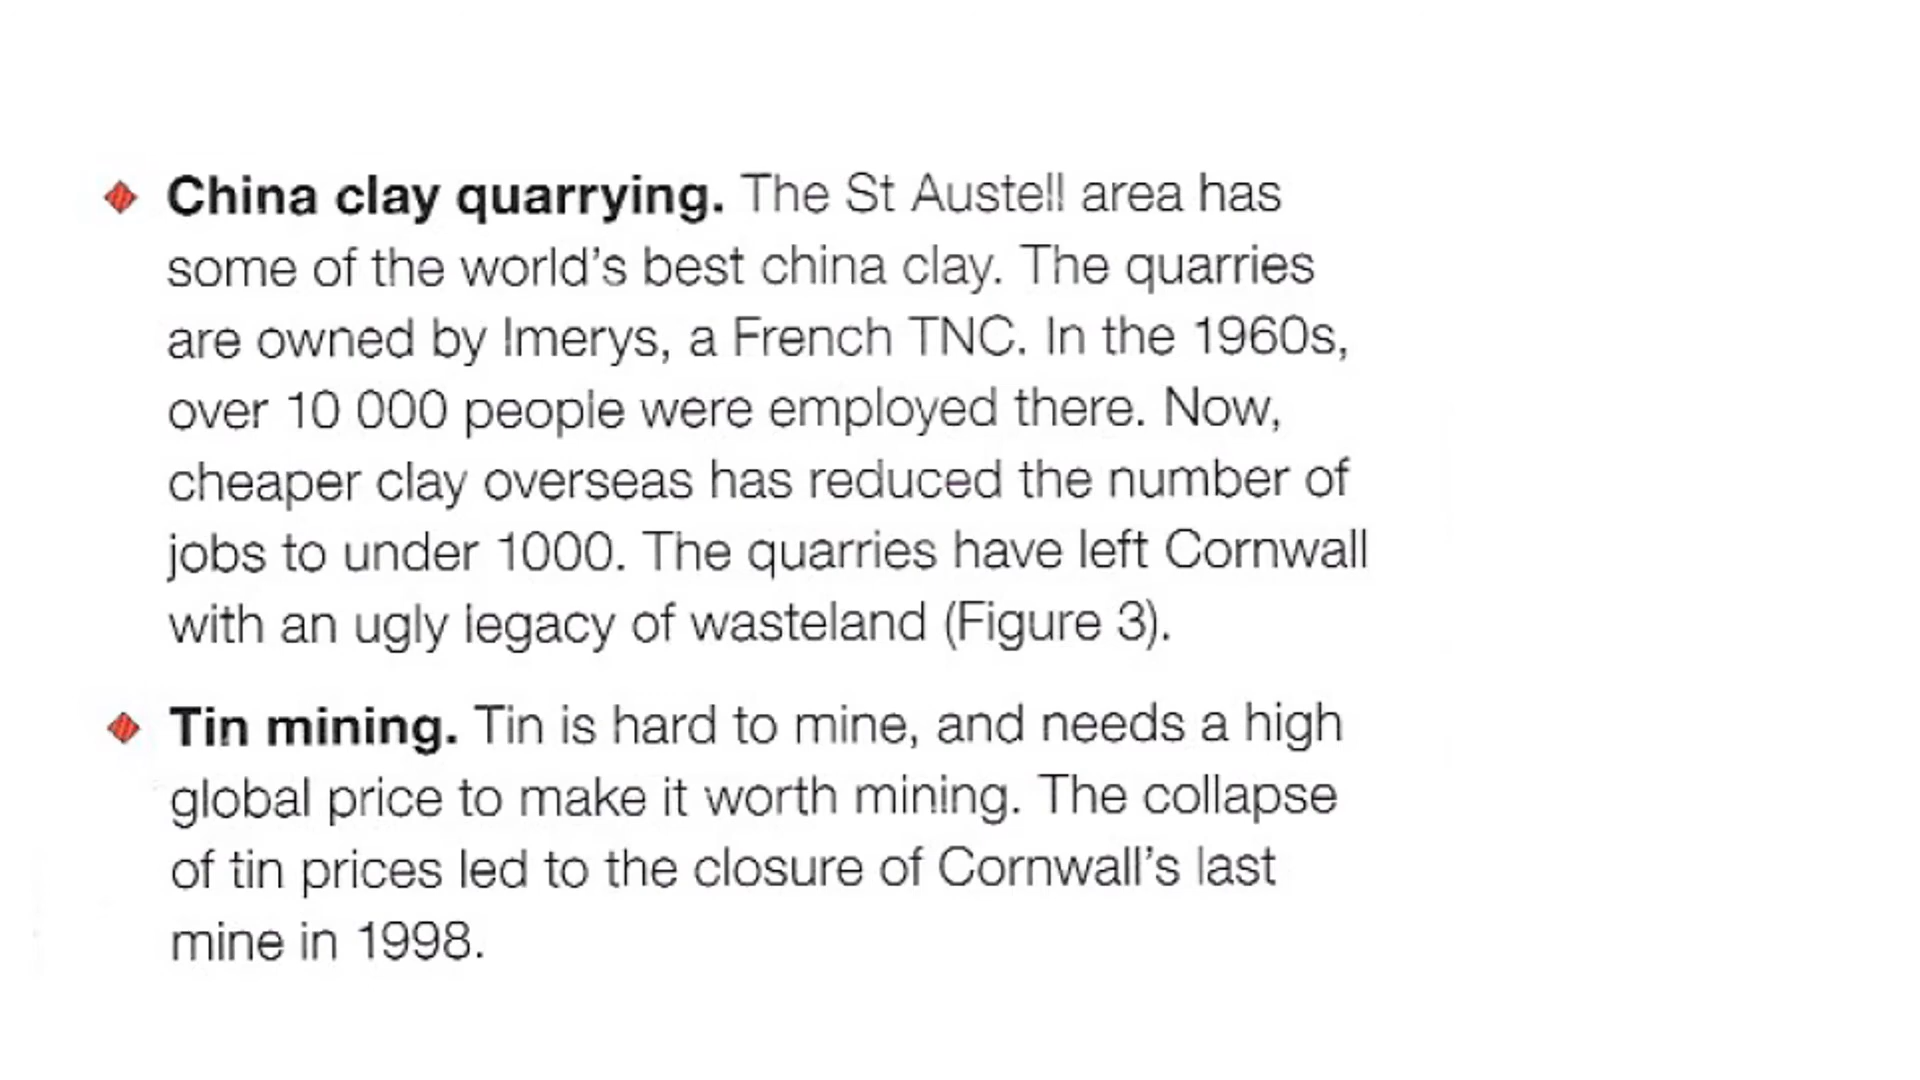 China clay quarrying. The St Austell area has
some of the world's best china clay. The quarries
are owned by Imerys, a French TNC. In the 1960s,
over 10 000 people were employed there. Now,
cheaper clay overseas has reduced the number of
jobs to under 1000. The quarries have left Cornwall
with an ugly legacy of wasteland (Figure 3).
Tin mining. Tin is hard to mine, and needs a high
global price to make it worth mining. The collapse
of tin prices led to the closure of Cornwall's last
mine in 1998.